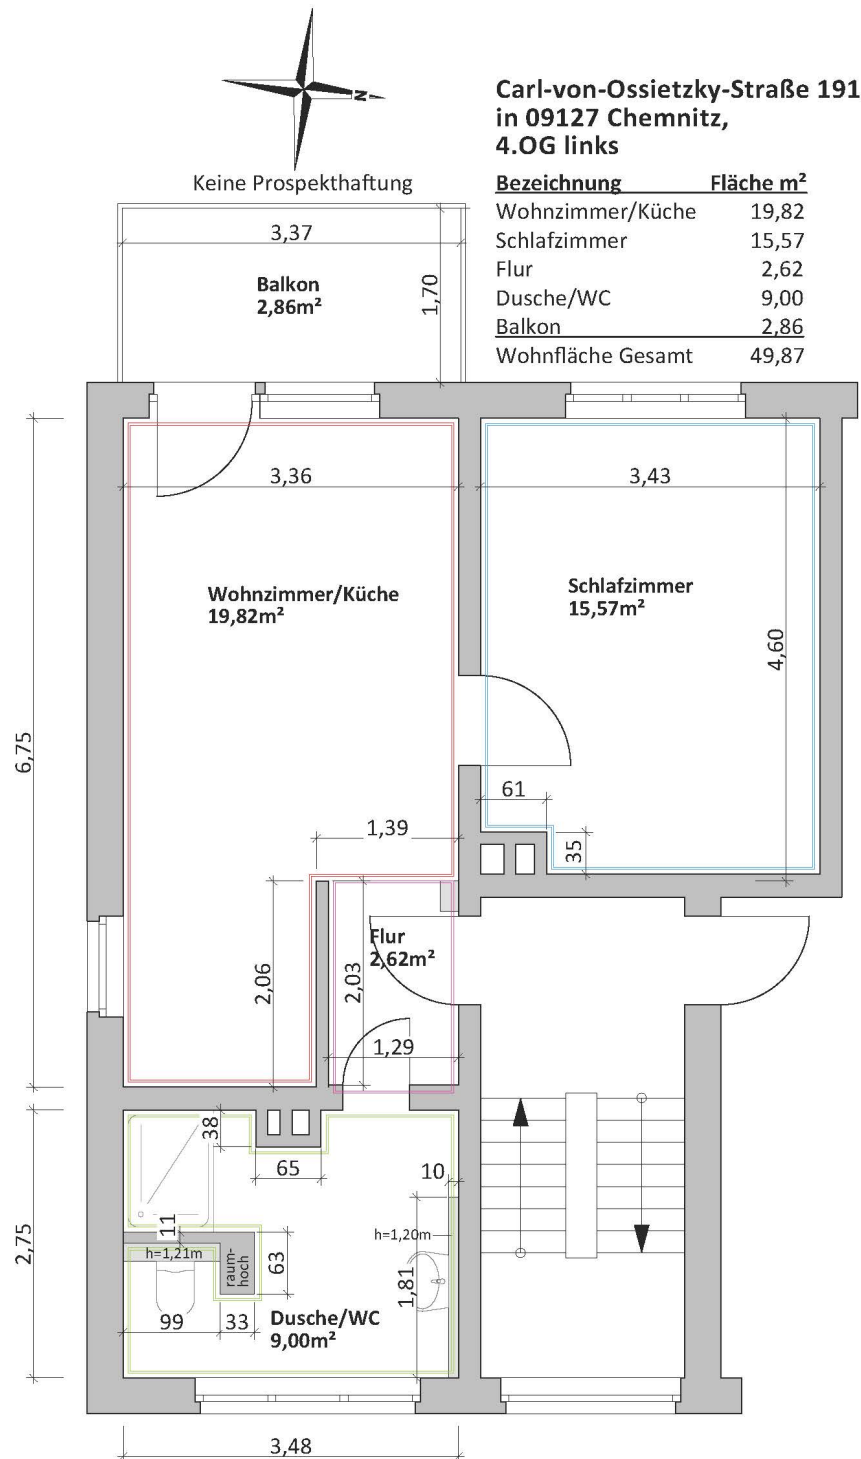 N
Carl-von-Ossietzky-Straße 191
in 09127 Chemnitz,
4.OG links
Keine Prospekthaftung
Bezeichnung Fläche m²
Wohnzimmer/Küche 19,82
Schlafzimmer 15,57
Flur 2,62
Dusche/WC 9,00
Balkon 2,86
Wohnfläche Gesamt 49,87
3,37
Balkon
2,86m²
1,70
3,36
3,43
Wohnzimmer/Küche
19,82m²
Schlafzimmer
15,57m²
4,60
6,75
61
1,39
35
Flur
2,62m²
2,06
2,03
1,29
38
65
10
11
h=1,20m
h=1,21m
raum-
hoch
63
2,75
1,81
99
33
Dusche/WC
9,00m²
3,48